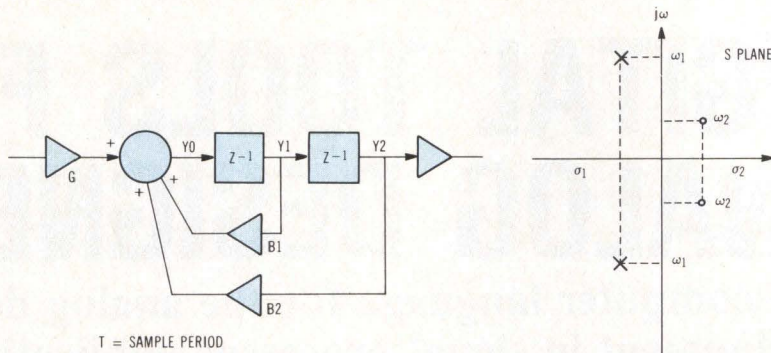 +
G
+
+
Y0
Z-1
Y1
Z-1
Y2
B1
B2
T = SAMPLE PERIOD
jω
S PLANE
ω1
ω2
σ1
σ2
ω2
ω1